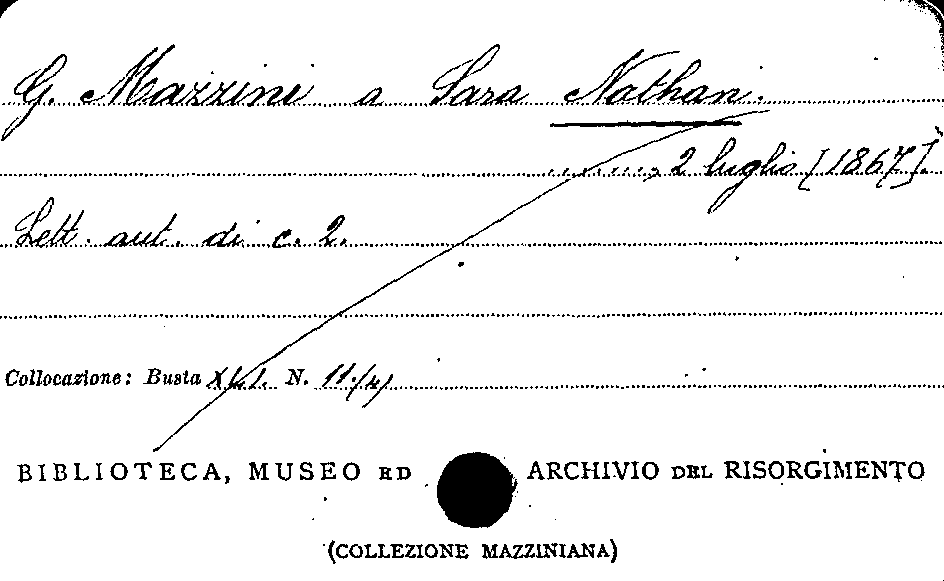 G. Mazzini a Sara Nathan.
........, 2 luglio [1867].
Lett. aut. di c. 2.
Collocazione: Busta XLI. N. 11./4)
BIBLIOTECA, MUSEO ED ARCHIVIO DEL RISORGIMENTO
(COLLEZIONE MAZZINIANA)